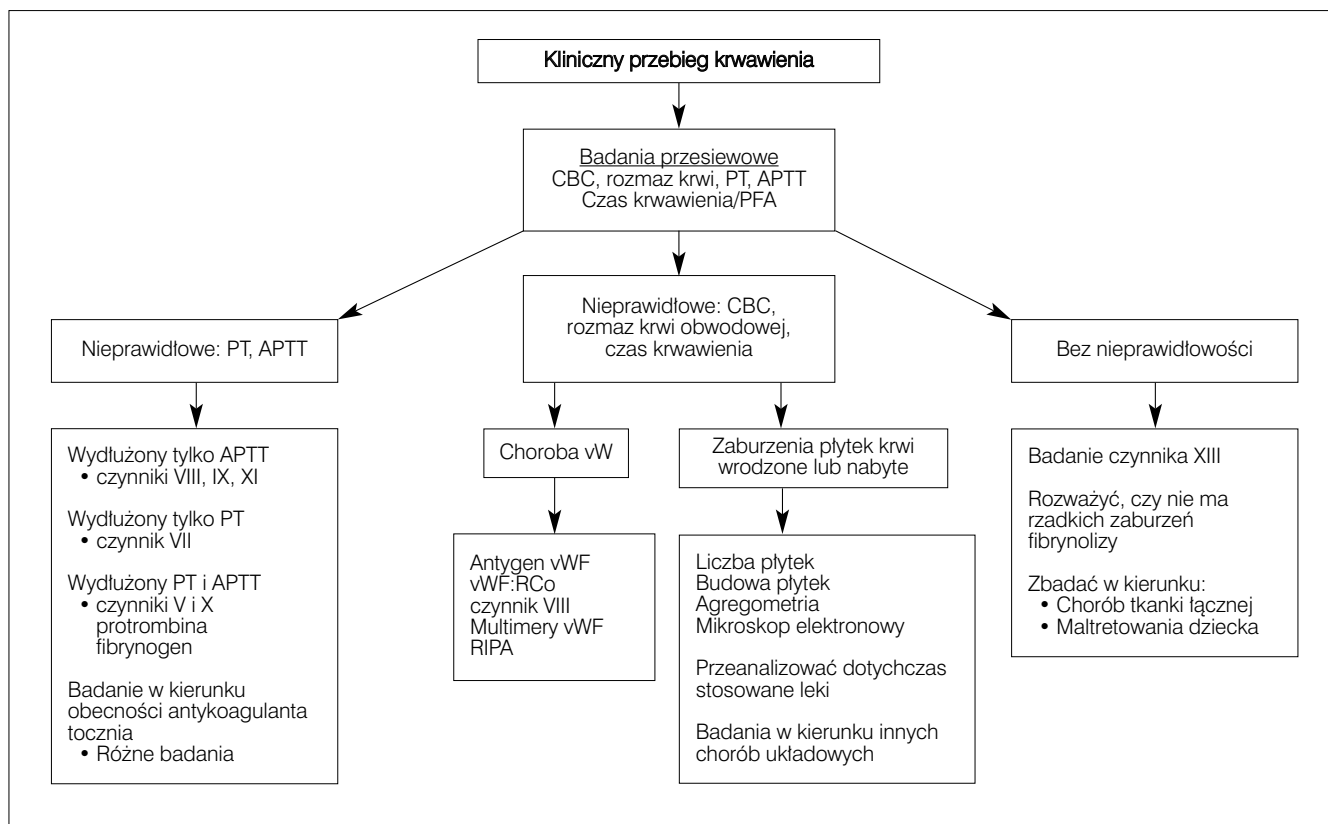 Kliniczny przebieg krwawienia
Badania przesiewowe
CBC, rozmaz krwi, PT, APTT
Czas krwawienia/PFA
Nieprawidłowe: PT, APTT
Nieprawidłowe: CBC,
rozmaz krwi obwodowej,
czas krwawienia
Bez nieprawidłowości
Wydłużony tylko APTT
• czynniki VIII, IX, XI
Wydłużony tylko PT
• czynnik VII
Wydłużony PT i APTT
• czynniki V i X
protrombina
fibrynogen
Badanie w kierunku
obecności antykoagulanta
tocznia
• Różne badania
Choroba vW
Antygen vWF
vWF:RCo
czynnik VIII
Multimery vWF
RIPA
Zaburzenia płytek krwi
wrodzone lub nabyte
Liczba płytek
Budowa płytek
Agregometria
Mikroskop elektronowy
Przeanalizować dotychczas
stosowane leki
Badania w kierunku innych
chorób układowych
Badanie czynnika XIII
Rozważyć, czy nie ma
rzadkich zaburzeń
fibrynolizy
Zbadać w kierunku:
• Chorób tkanki łącznej
• Maltretowania dziecka